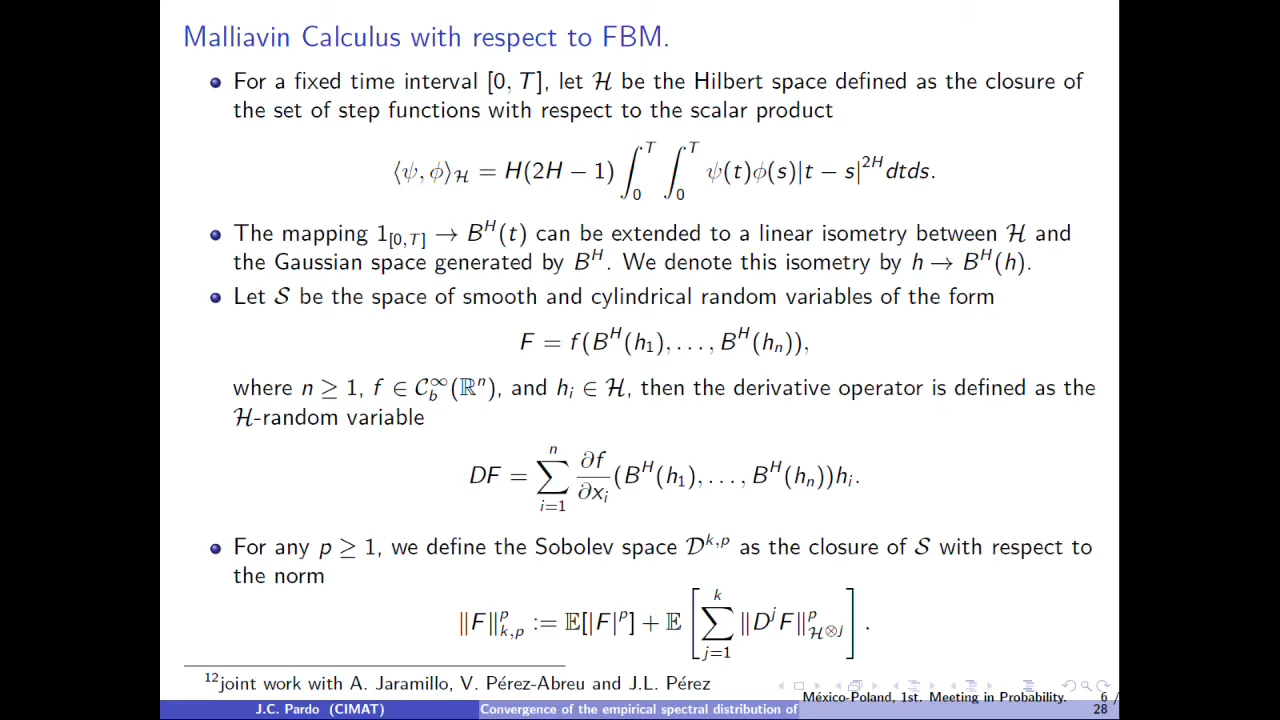 Malliavin Calculus with respect to FBM.
For a fixed time interval [0, T], let ℋ be the Hilbert space defined as the closure of
the set of step functions with respect to the scalar product
⟨ψ, ϕ⟩_ℋ = H(2H − 1) ∫_0^T ∫_0^T ψ(t)ϕ(s)|t − s|^{2H} dtds.
The mapping 1_{[0,T]} → B^H(t) can be extended to a linear isometry between ℋ and
the Gaussian space generated by B^H. We denote this isometry by h → B^H(h).
Let 𝒮 be the space of smooth and cylindrical random variables of the form
F = f(B^H(h_1), . . . , B^H(h_n)),
where n ≥ 1, f ∈ 𝒞_b^∞(ℝ^n), and h_i ∈ ℋ, then the derivative operator is defined as the
ℋ-random variable
DF = ∑_{i=1}^n ∂f/∂x_i (B^H(h_1), . . . , B^H(h_n))h_i.
For any p ≥ 1, we define the Sobolev space 𝒟^{k,p} as the closure of 𝒮 with respect to
the norm
‖F‖_{k,p}^p := 𝔼[|F|^p] + 𝔼 [∑_{j=1}^k ‖D^j F‖_{ℋ^{⊗j}}^p] .
^{12}joint work with A. Jaramillo, V. Pérez-Abreu and J.L. Pérez
México-Poland, 1st. Meeting in Probability. 6 /
J.C. Pardo (CIMAT) Convergence of the empirical spectral distribution of 28